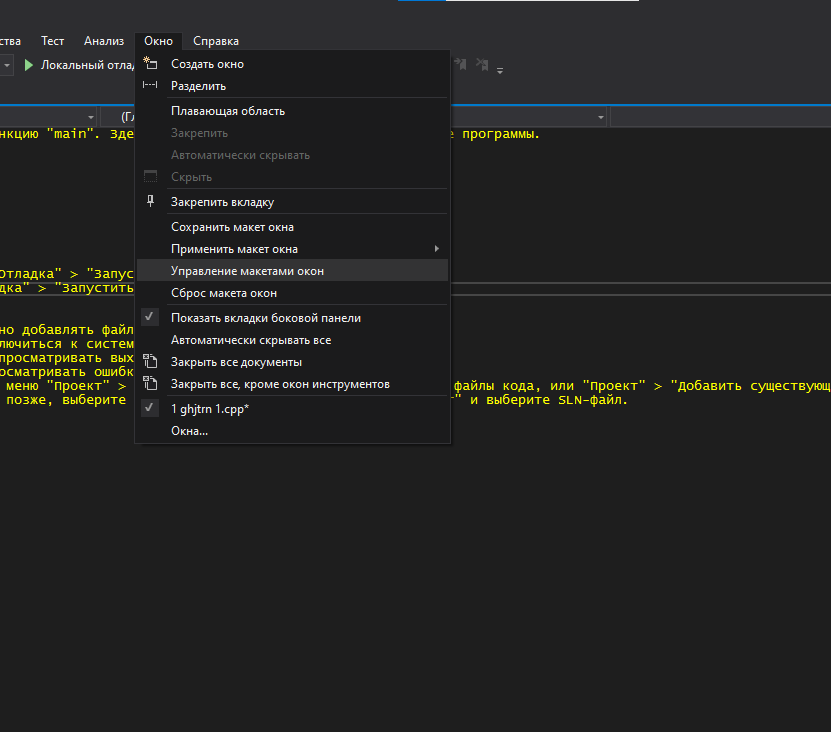 ства Тест Анализ Окно Справка
Локальный отлад
Создать окно
Разделить
Плавающая область
Закрепить
Автоматически скрывать
Скрыть
Закрепить вкладку
Сохранить макет окна
Применить макет окна
Управление макетами окон
Сброс макета окон
Показать вкладки боковой панели
Автоматически скрывать все
Закрыть все документы
Закрыть все, кроме окон инструментов
1 ghjtrn 1.cpp*
Окна...
(Гл
нкцию "main". Зде е программы.
Отладка" > "Запус
дка" > "Запустить
но добавлять файл
лючиться к систем
просматривать вых
осматривать ошибк
меню "Проект" > файлы кода, или "Проект" > "Добавить существующ
позже, выберите " и выберите SLN-файл.